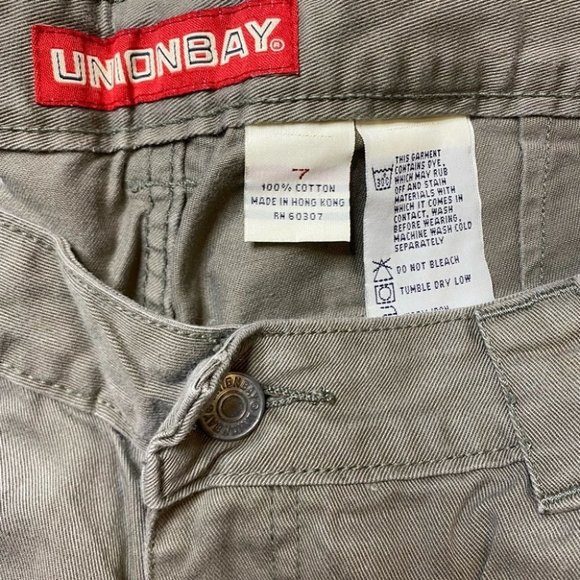 UNIONBAY®
7
100% COTTON
MADE IN HONG KONG
RN 60307
30°
THIS GARMENT
CONTAINS DYE,
WHICH MAY RUB
OFF AND STAIN
MATERIALS WITH
WHICH IT COMES IN
CONTACT, WASH
BEFORE WEARING.
MACHINE WASH COLD
SEPARATELY
DO NOT BLEACH
TUMBLE DRY LOW
UNIONBAY